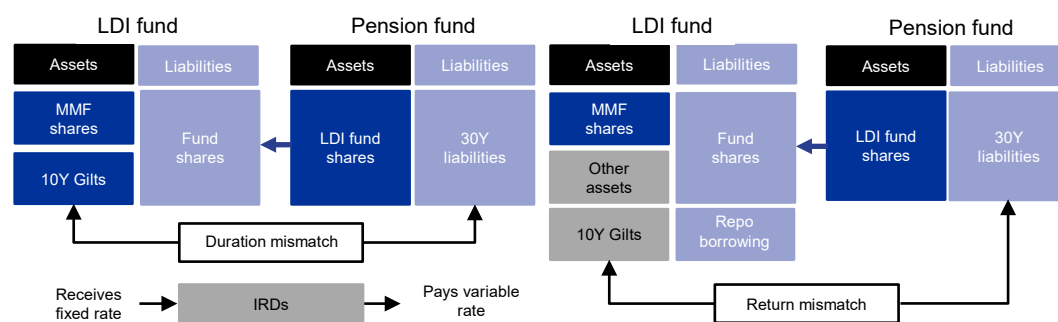 LDI fund
Pension fund
Assets
Liabilities
Assets
Liabilities
MMF
shares
10Y Gilts
Fund
shares
LDI fund
shares
30Y
liabilities
Duration mismatch
Receives
fixed rate
IRDs
Pays variable
rate
LDI fund
Pension fund
Assets
Liabilities
Assets
Liabilities
MMF
shares
Other
assets
10Y Gilts
Fund
shares
Repo
borrowing
LDI fund
shares
30Y
liabilities
Return mismatch